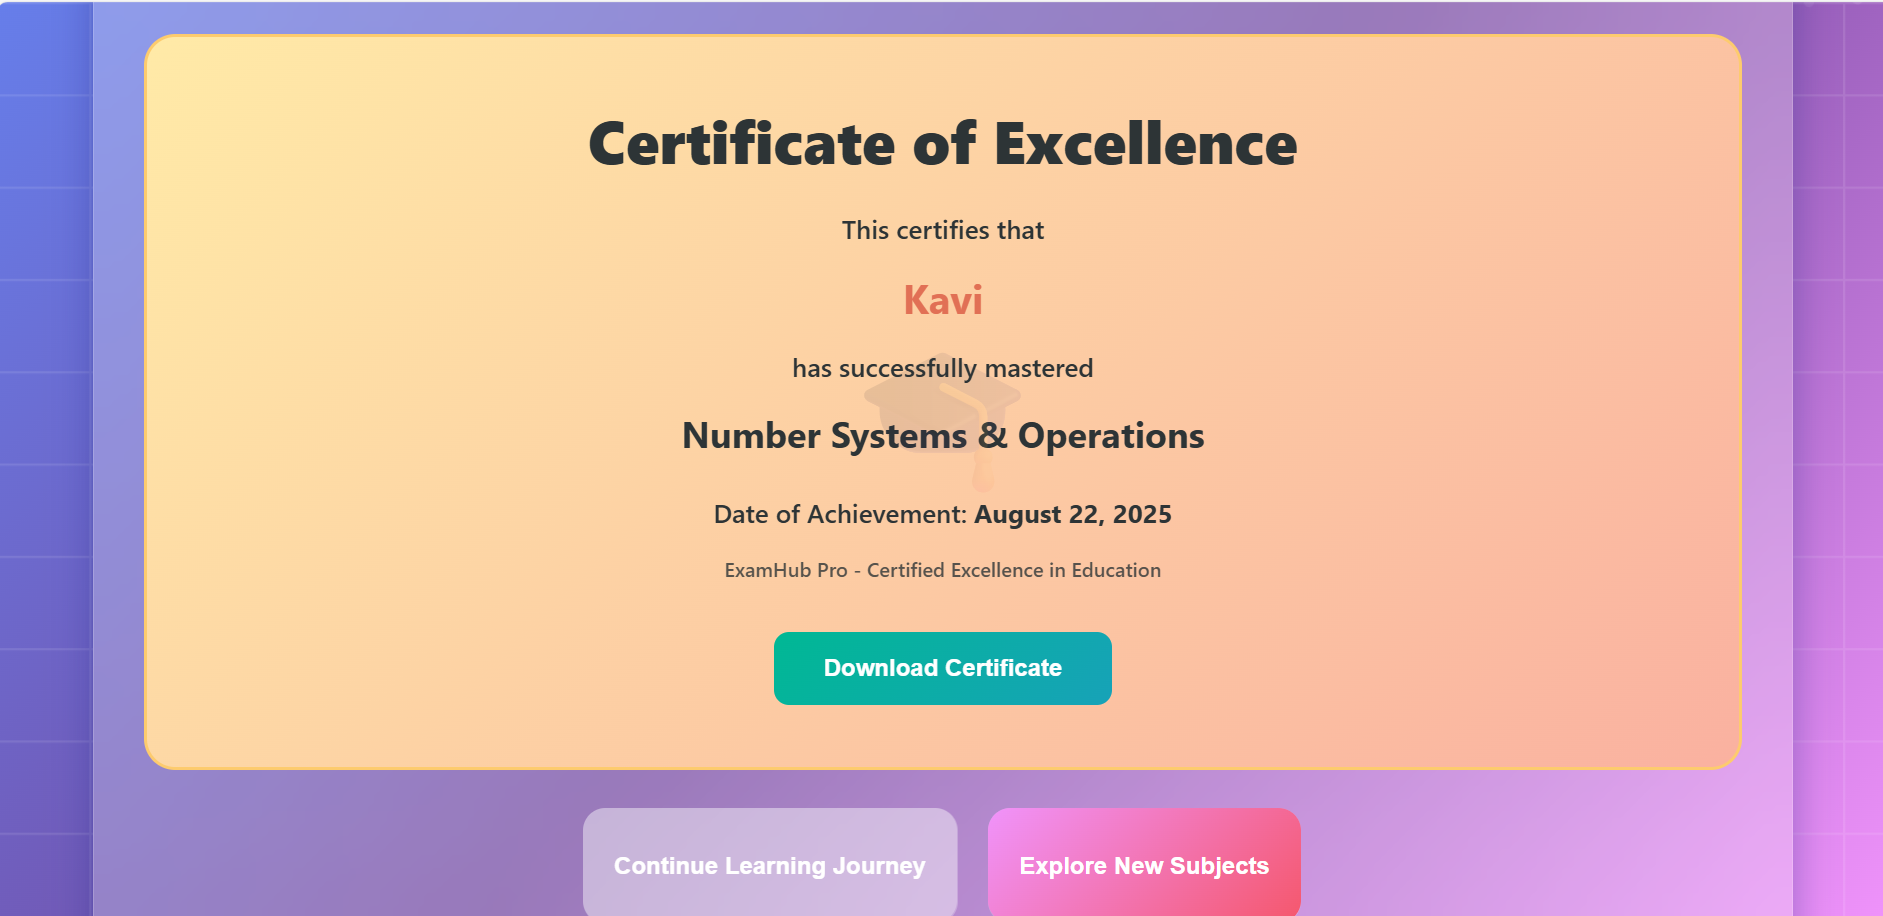 Certificate of Excellence
This certifies that
Kavi
has successfully mastered
Number Systems & Operations
Date of Achievement: August 22, 2025
ExamHub Pro - Certified Excellence in Education
Download Certificate
Continue Learning Journey
Explore New Subjects